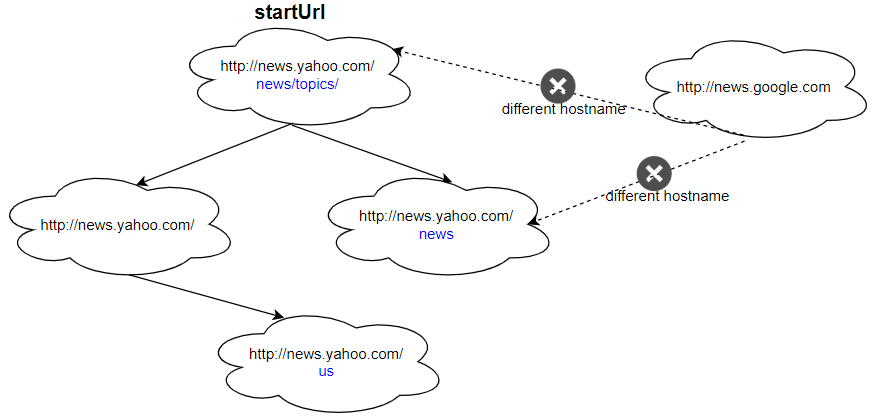 startUrl
http://news.yahoo.com/
news/topics/
http://news.google.com
different hostname
different hostname
http://news.yahoo.com/
http://news.yahoo.com/
news
http://news.yahoo.com/
us